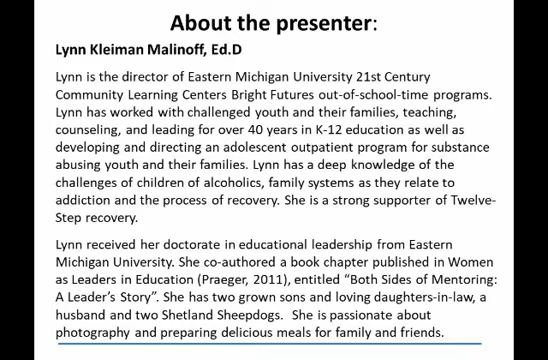 About the presenter:
Lynn Kleiman Malinoff, Ed.D
Lynn is the director of Eastern Michigan University 21st Century
Community Learning Centers Bright Futures out-of-school-time programs.
Lynn has worked with challenged youth and their families, teaching,
counseling, and leading for over 40 years in K-12 education as well as
developing and directing an adolescent outpatient program for substance
abusing youth and their families. Lynn has a deep knowledge of the
challenges of children of alcoholics, family systems as they relate to
addiction and the process of recovery. She is a strong supporter of Twelve-
Step recovery.
Lynn received her doctorate in educational leadership from Eastern
Michigan University. She co-authored a book chapter published in Women
as Leaders in Education (Praeger, 2011), entitled “Both Sides of Mentoring:
A Leader’s Story”. She has two grown sons and loving daughters-in-law, a
husband and two Shetland Sheepdogs. She is passionate about
photography and preparing delicious meals for family and friends.